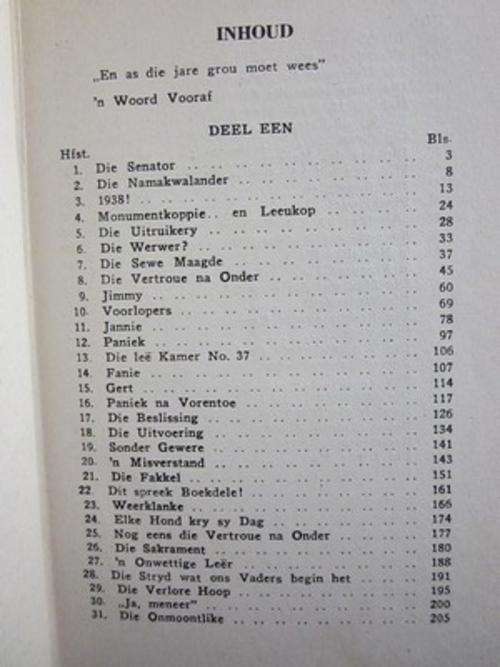 INHOUD
„En as die jare grou moet wees”
'n Woord Vooraf
DEEL EEN
Hfst. Bls.
1. Die Senator .. .. .. .. .. .. .. .. .. .. 3
2. Die Namakwalander .. .. .. .. .. .. .. .. 8
3. 1938! .. .. .. .. .. .. .. .. .. .. .. .. 13
4. Monumentkoppie.. en Leeukop .. .. .. .. .. 24
5. Die Uitruikery .. .. .. .. .. .. .. .. .. 28
6. Die Werwer? .. .. .. .. .. .. .. .. .. .. 33
7. Die Sewe Maagde .. .. .. .. .. .. .. .. .. 37
8. Die Vertroue na Onder .. .. .. .. .. .. .. 45
9. Jimmy .. .. .. .. .. .. .. .. .. .. .. .. 60
10. Voorlopers .. .. .. .. .. .. .. .. .. .. 69
11. Jannie .. .. .. .. .. .. .. .. .. .. .. 78
12. Paniek .. .. .. .. .. .. .. .. .. .. .. 97
13. Die leë Kamer No. 37 .. .. .. .. .. .. .. 106
14. Fanie .. .. .. .. .. .. .. .. .. .. .. 107
15. Gert .. .. .. .. .. .. .. .. .. .. .. .. 114
16. Paniek na Vorentoe .. .. .. .. .. .. .. 117
17. Die Beslissing .. .. .. .. .. .. .. .. .. 126
18. Die Uitvoering .. .. .. .. .. .. .. .. .. 134
19. Sonder Gewere .. .. .. .. .. .. .. .. .. 141
20. 'n Misverstand .. .. .. .. .. .. .. .. .. 143
21. Die Fakkel .. .. .. .. .. .. .. .. .. .. 151
22 Dit spreek Boekdele! .. .. .. .. .. .. .. 161
23. Weerklanke .. .. .. .. .. .. .. .. .. .. 166
24. Elke Hond kry sy Dag .. .. .. .. .. .. .. 174
25. Nog eens die Vertroue na Onder .. .. .. .. 177
26. Die Sakrament .. .. .. .. .. .. .. .. .. 180
27. 'n Onwettige Leër .. .. .. .. .. .. .. .. 188
28. Die Stryd wat ons Vaders begin het .. .. .. 191
29. Die Verlore Hoop .. .. .. .. .. .. .. .. 195
30. „Ja, meneer” .. .. .. .. .. .. .. .. .. 200
31. Die Onmoontlike .. .. .. .. .. .. .. .. 205